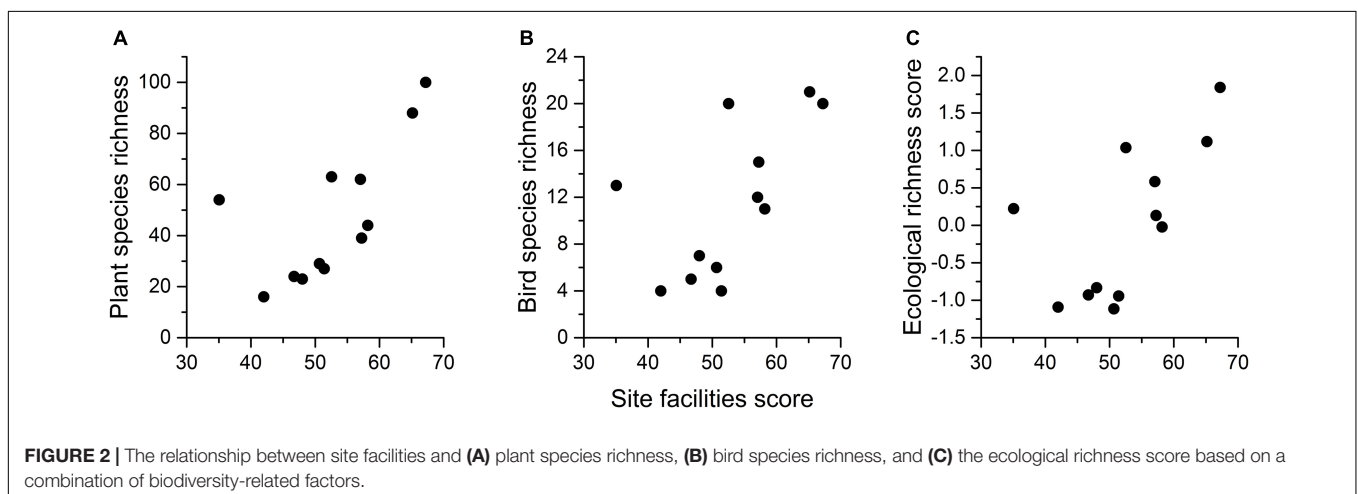 A
B
C
Plant species richness
100
80
60
40
20
0
30 40 50 60 70
Bird species richness
24
20
16
12
8
4
0
30 40 50 60 70
Ecological richness score
2.0
1.5
1.0
0.5
0.0
-0.5
-1.0
-1.5
30 40 50 60 70
Site facilities score
FIGURE 2 | The relationship between site facilities and (A) plant species richness, (B) bird species richness, and (C) the ecological richness score based on a
combination of biodiversity-related factors.